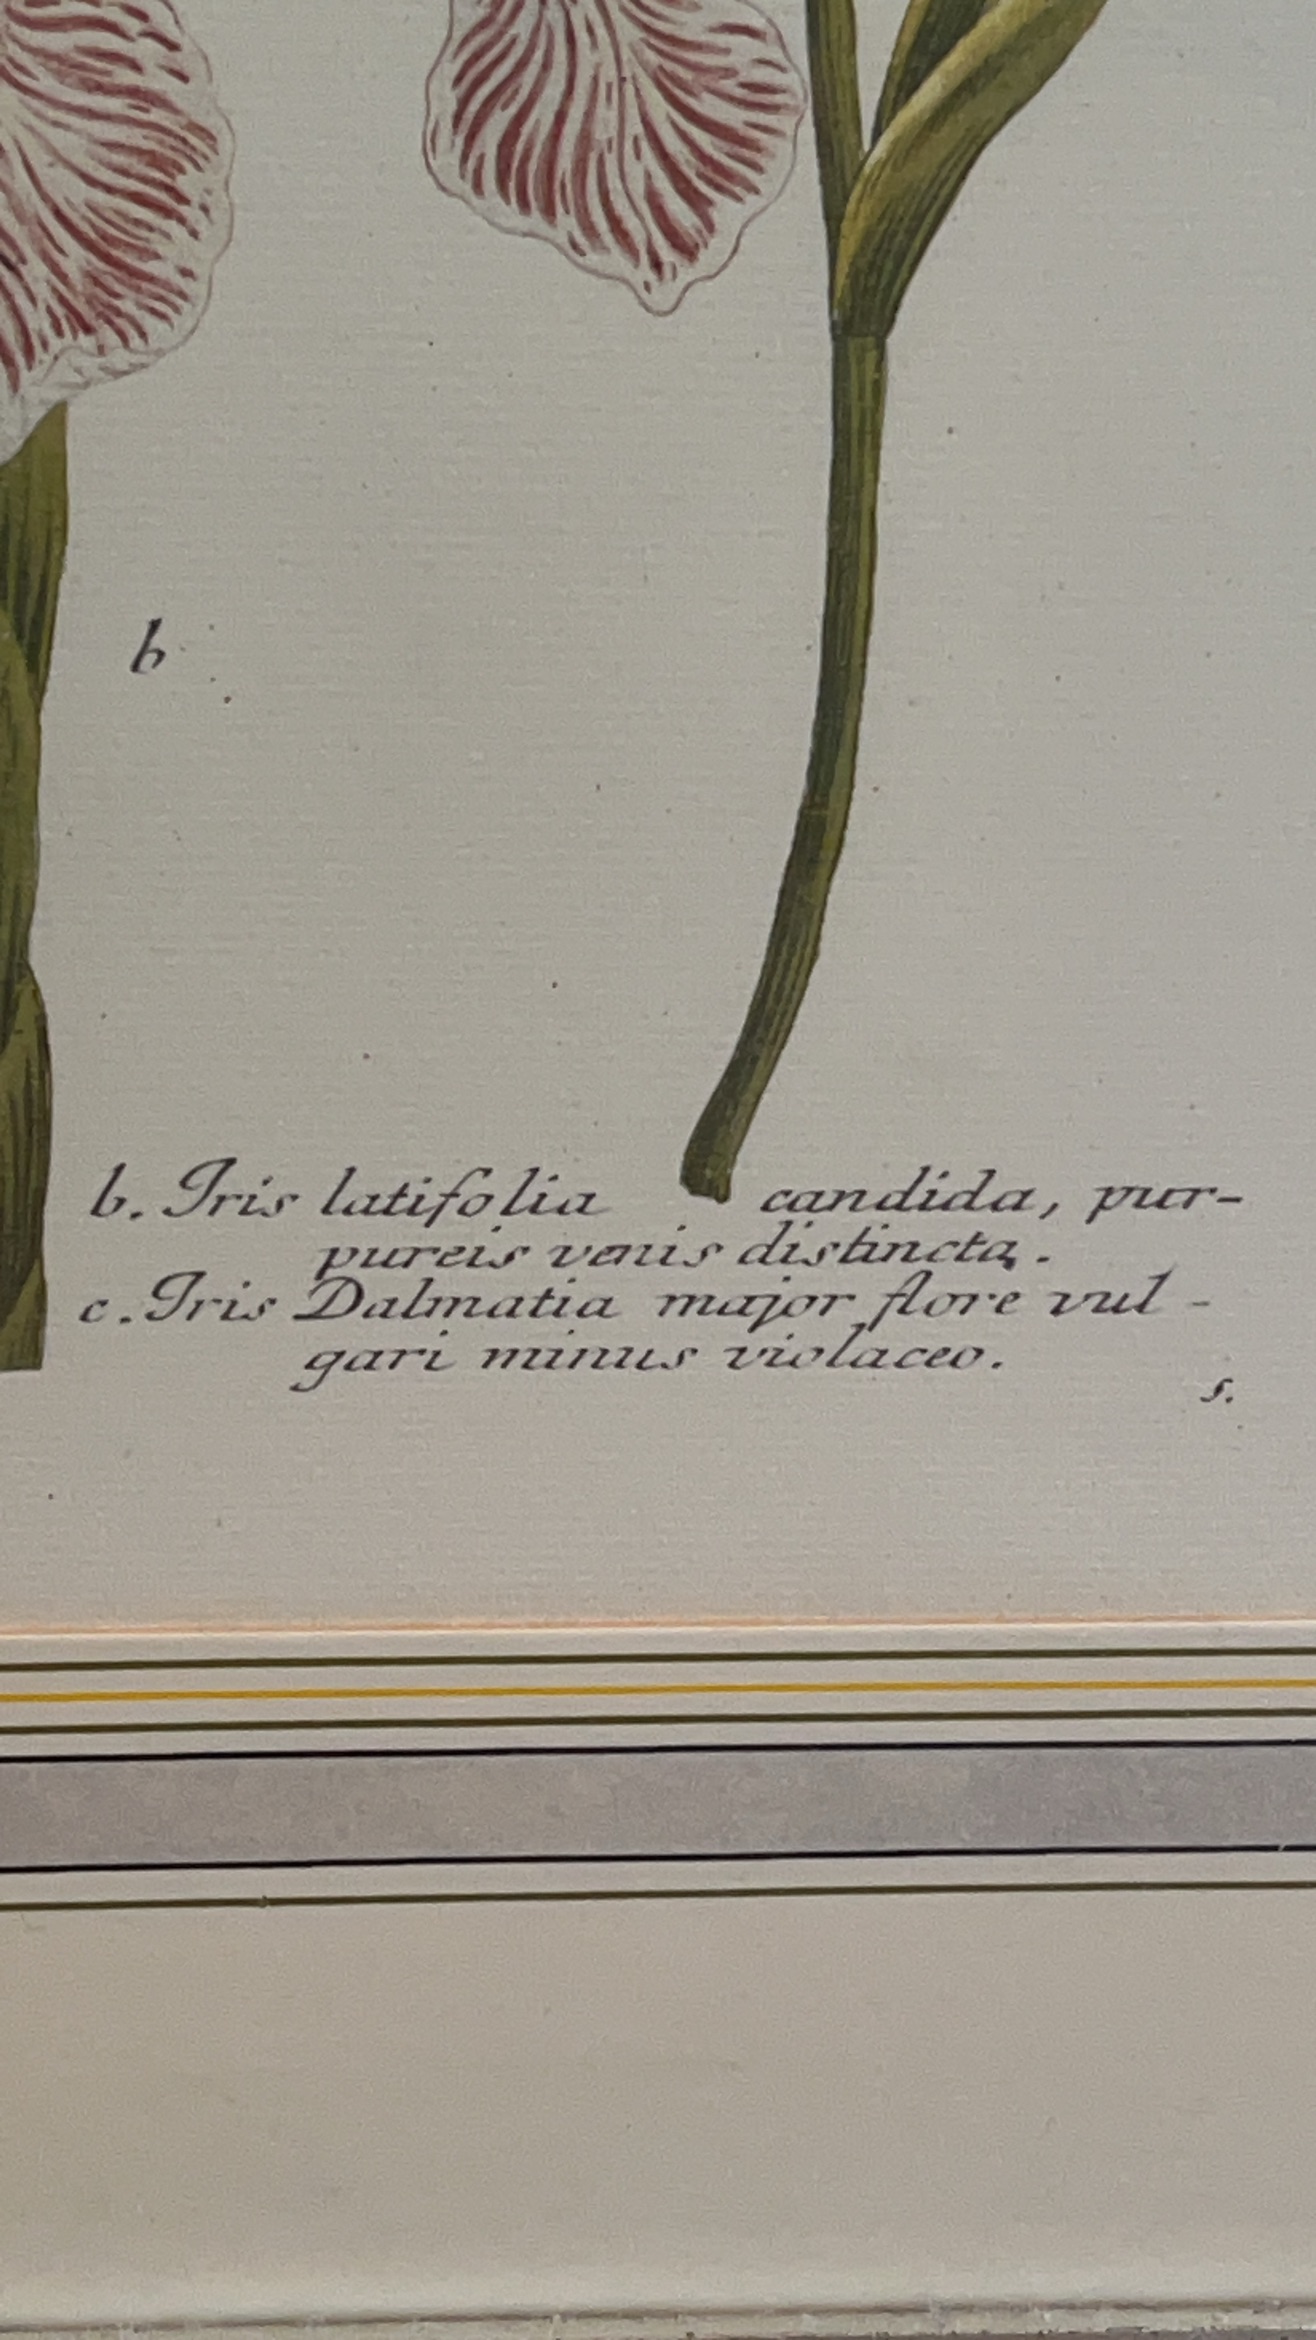 b
b. Iris latifolia candida, pur-
pureis venis distincta.
c. Iris Dalmatia major flore vul-
gari minus violaceo.
s.